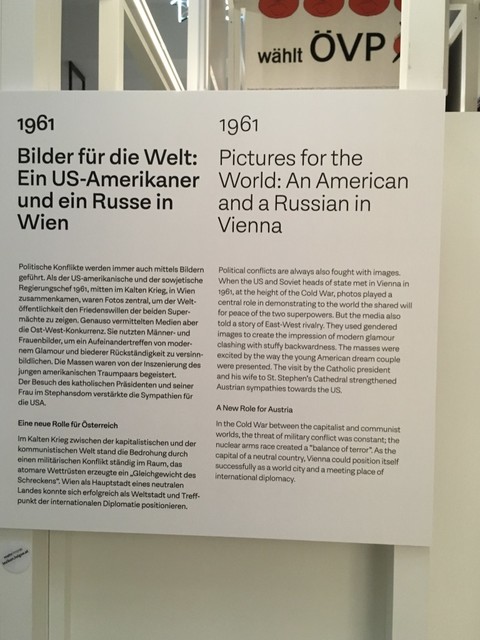 wählt ÖVP
1961
Bilder für die Welt:
Ein US-Amerikaner
und ein Russe in
Wien
Politische Konflikte werden immer auch mittels Bildern
geführt. Als der US-amerikanische und der sowjetische
Regierungschef 1961, mitten im Kalten Krieg, in Wien
zusammenkamen, waren Fotos zentral, um der Welt-
öffentlichkeit den Friedenswillen der beiden Super-
mächte zu zeigen. Genauso vermittelten Medien aber
die Ost-West-Konkurrenz. Sie nutzten Männer- und
Frauenbilder, um ein Aufeinandertreffen von moder-
nem Glamour und biederer Rückständigkeit zu versinn-
bildlichen. Die Massen waren von der Inszenierung des
jungen amerikanischen Traumpaars begeistert.
Der Besuch des katholischen Präsidenten und seiner
Frau im Stephansdom verstärkte die Sympathien für
die USA.
Eine neue Rolle für Österreich
Im Kalten Krieg zwischen der kapitalistischen und der
kommunistischen Welt stand die Bedrohung durch
einen militärischen Konflikt ständig im Raum, das
atomare Wettrüsten erzeugte ein „Gleichgewicht des
Schreckens". Wien als Hauptstadt eines neutralen
Landes konnte sich erfolgreich als Weltstadt und Treff-
punkt der internationalen Diplomatie positionieren.
1961
Pictures for the
World: An American
and a Russian in
Vienna
Political conflicts are always also fought with images.
When the US and Soviet heads of state met in Vienna in
1961, at the height of the Cold War, photos played a
central role in demonstrating to the world the shared will
for peace of the two superpowers. But the media also
told a story of East-West rivalry. They used gendered
images to create the impression of modern glamour
clashing with stuffy backwardness. The masses were
excited by the way the young American dream couple
were presented. The visit by the Catholic president
and his wife to St. Stephen's Cathedral strengthened
Austrian sympathies towards the US.
A New Role for Austria
In the Cold War between the capitalist and communist
worlds, the threat of military conflict was constant; the
nuclear arms race created a "balance of terror". As the
capital of a neutral country, Vienna could position itself
successfully as a world city and a meeting place of
international diplomacy.